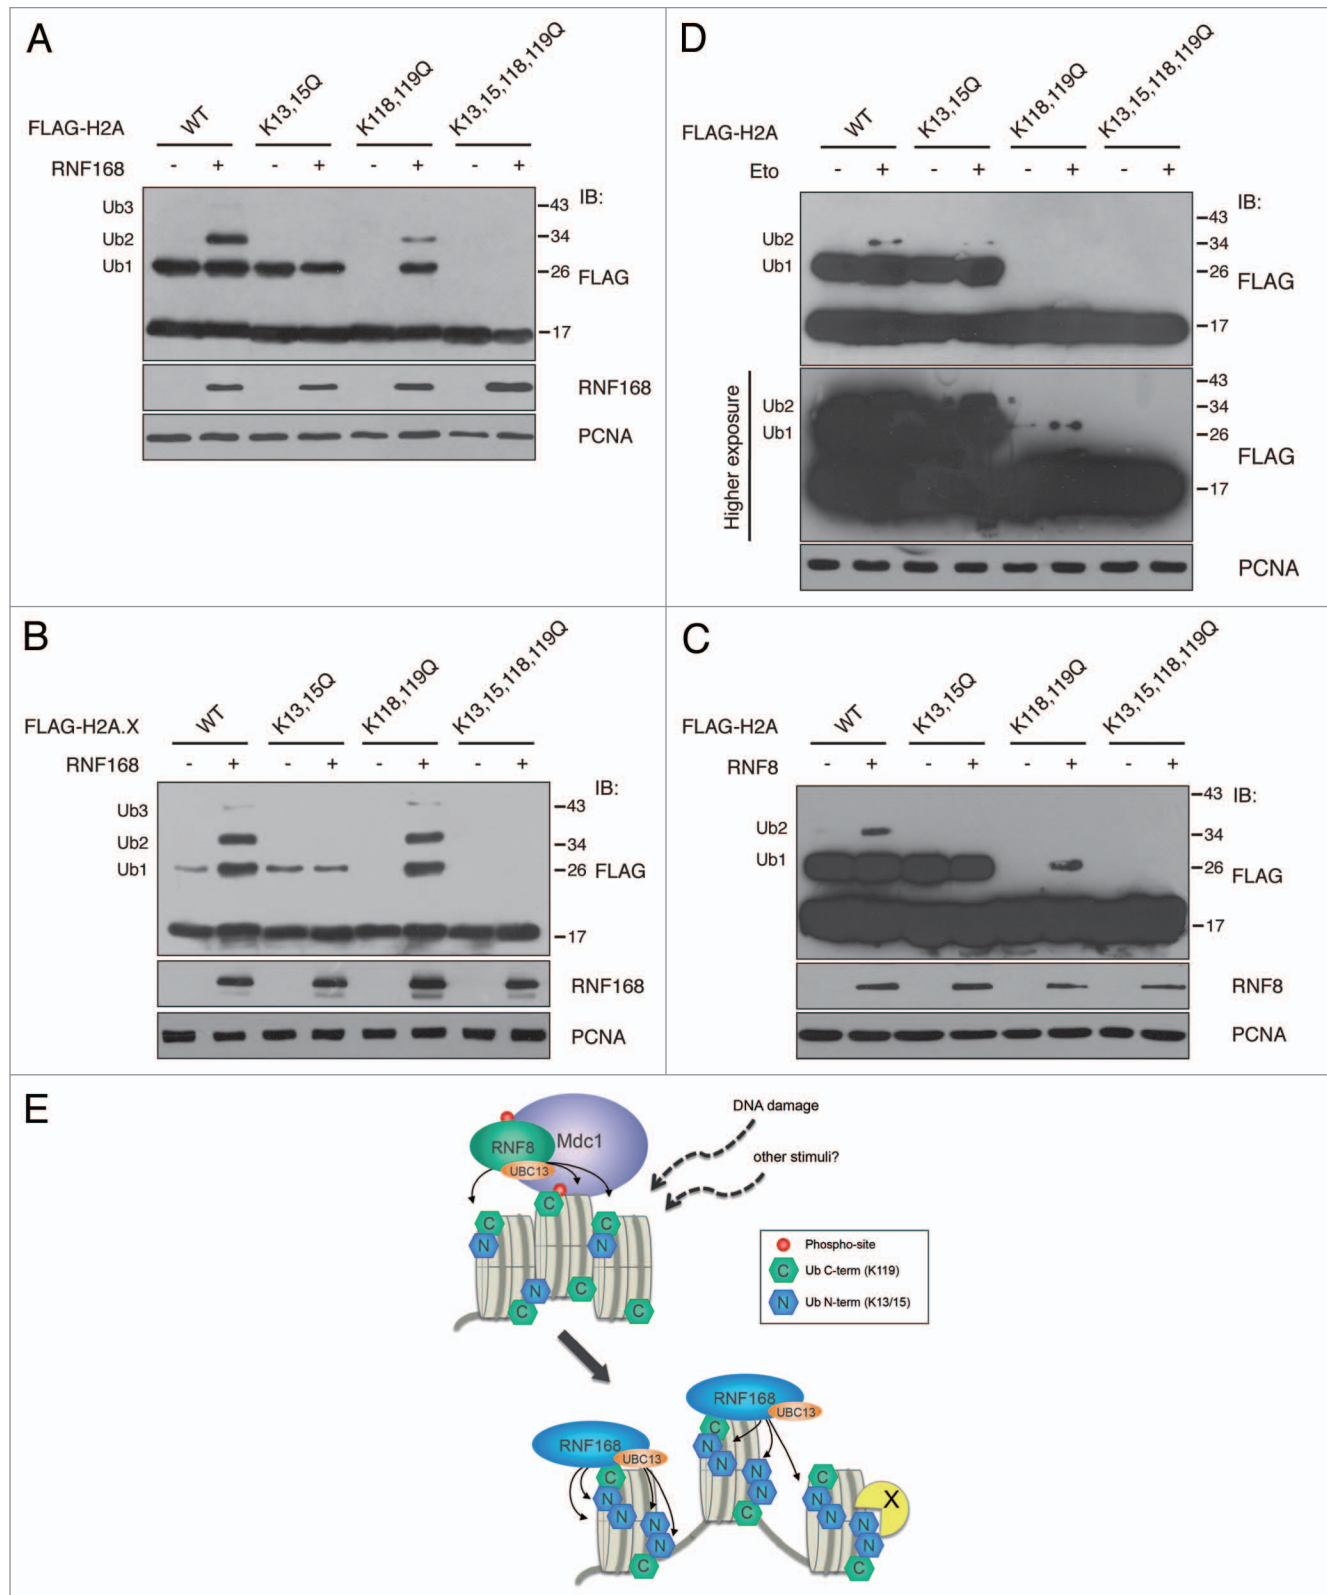 A
FLAG-H2A
WT
K13,15Q
K118,119Q
K13,15,118,119Q
RNF168
- + - + - + - +
Ub3
Ub2
Ub1
43
34
26
17
IB:
FLAG
RNF168
PCNA
D
FLAG-H2A
WT
K13,15Q
K118,119Q
K13,15,118,119Q
Eto
- + - + - + - +
Ub2
Ub1
43
34
26
17
IB:
FLAG
Higher exposure
Ub2
Ub1
43
34
26
17
FLAG
PCNA
B
FLAG-H2A.X
WT
K13,15Q
K118,119Q
K13,15,118,119Q
RNF168
- + - + - + - +
Ub3
Ub2
Ub1
43
34
26
17
IB:
FLAG
RNF168
PCNA
C
FLAG-H2A
WT
K13,15Q
K118,119Q
K13,15,118,119Q
RNF8
- + - + - + - +
Ub2
Ub1
43
34
26
17
IB:
FLAG
RNF8
PCNA
E
DNA damage
other stimuli?
RNF8
Mdc1
UBC13
C
C
N
C
N
N
C
C
C
Phospho-site
C Ub C-term (K119)
N Ub N-term (K13/15)
RNF168
UBC13
C
N
N
N
N
C
RNF168
UBC13
C
N
N
N
N
C
C
N
N
N
N
C
X